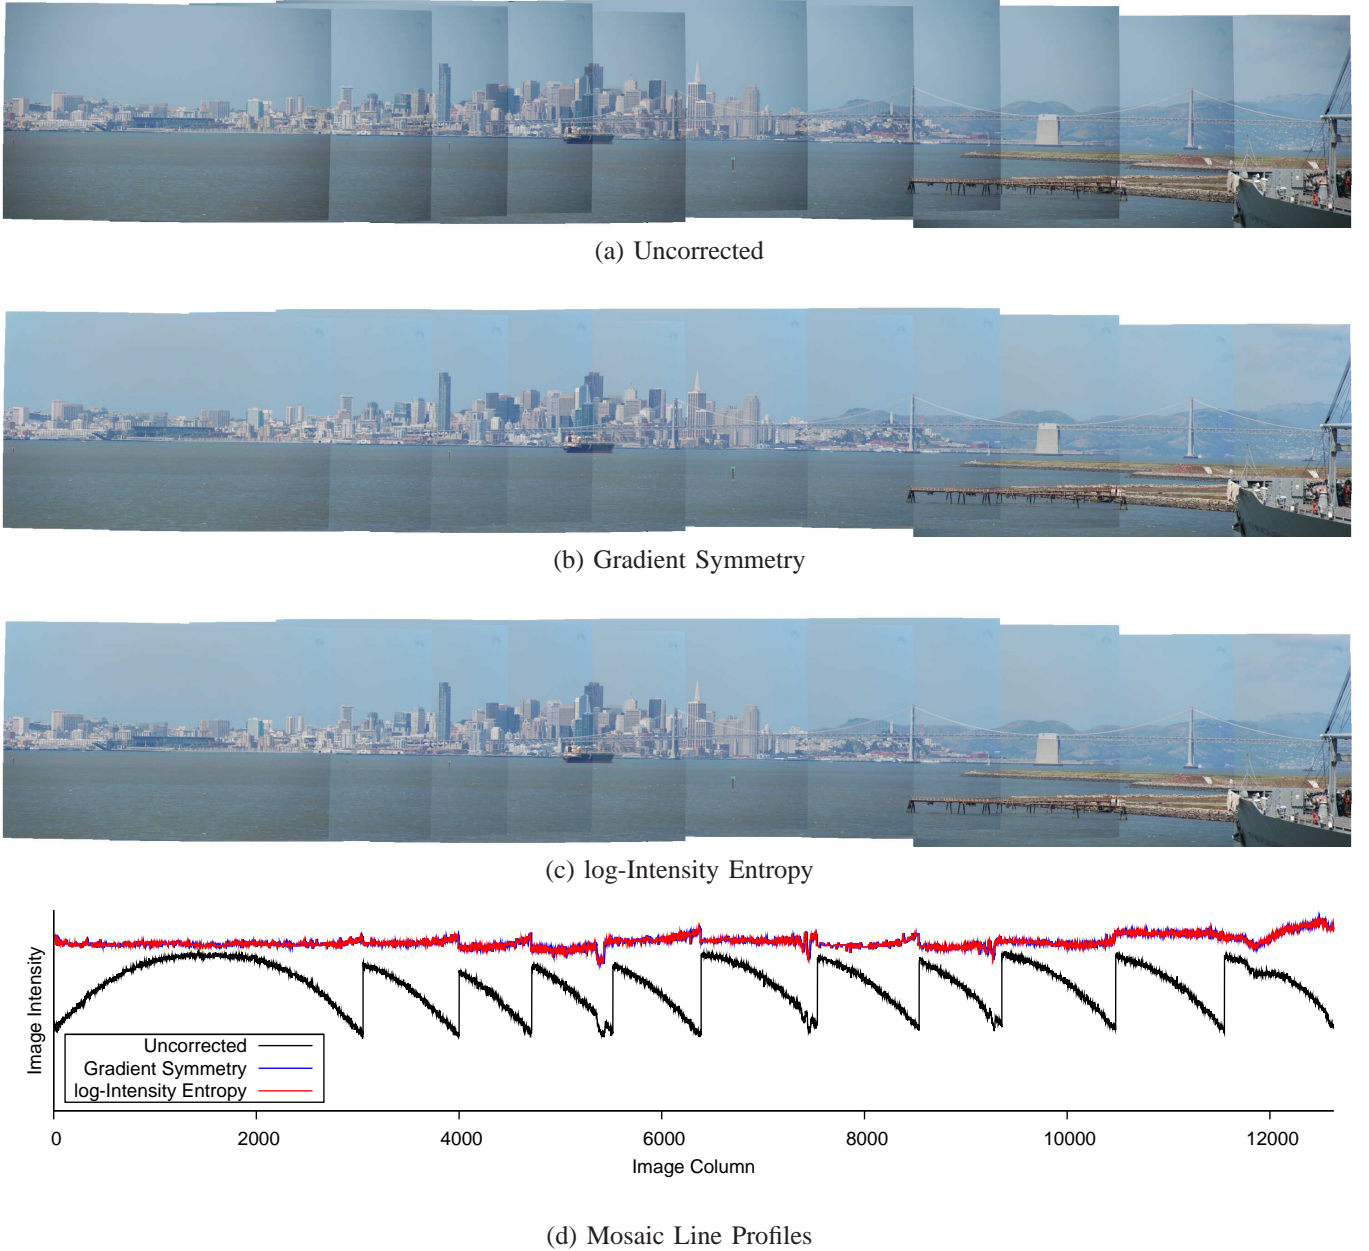 (a) Uncorrected
(b) Gradient Symmetry
(c) log-Intensity Entropy
Image Intensity
Uncorrected
Gradient Symmetry
log-Intensity Entropy
0 2000 4000 6000 8000 10000 12000
Image Column
(d) Mosaic Line Profiles